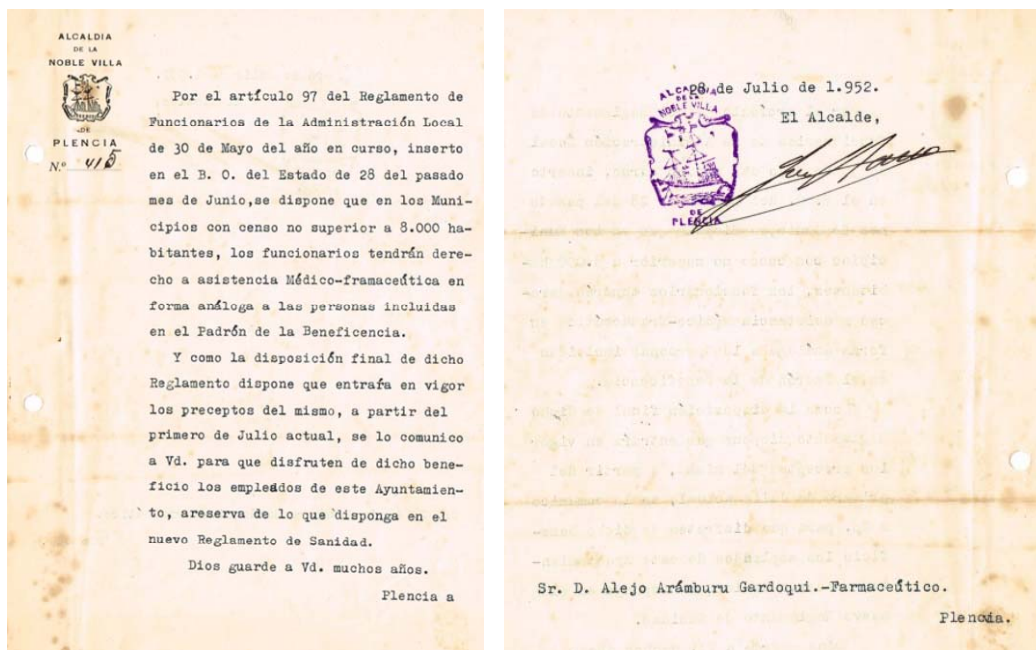 ALCALDIA
DE LA
NOBLE VILLA
DE
PLENCIA
N.º 415
Por el artículo 97 del Reglamento de
Funcionarios de la Administración Local
de 30 de Mayo del año en curso, inserto
en el B. O. del Estado de 28 del pasado
mes de Junio,se dispone que en los Muni-
cipios con censo no superior a 8.000 ha-
bitantes, los funcionarios tendrán dere-
cho a asistencia Médico-framaceútica en
forma análoga a las personas incluidas
en el Padrón de la Beneficencia.
Y como la disposición final de dicho
Reglamento dispone que entraŕa en vigor
los preceptos del mismo, a partir del
primero de Julio actual, se lo comunico
a Vd. para que disfruten de dicho bene-
ficio los empleados de este Ayuntamien-
to, areserva de lo que disponga en el
nuevo Reglamento de Sanidad.
Dios guarde a Vd. muchos años.
Plencia a
28 de Julio de 1.952.
El Alcalde,
ALCALDIA
DE LA
NOBLE VILLA
DE
PLENCIA
Sr. D. Alejo Arámburu Gardoqui.-Farmaceútico.
Plencia.